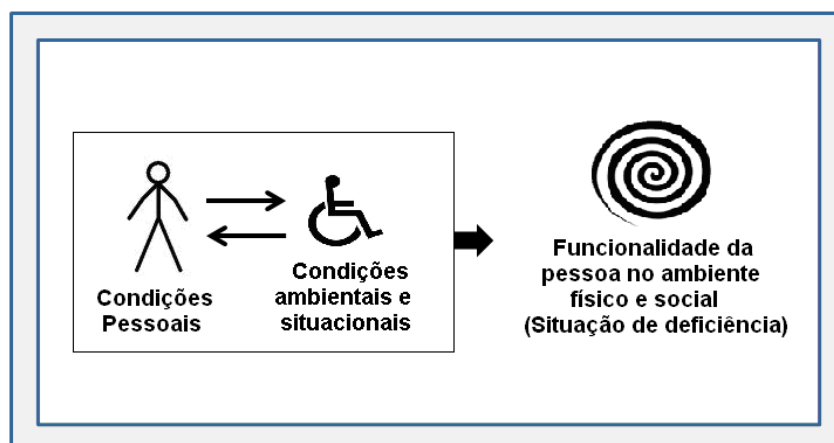 Condições
Pessoais
Condições
ambientais e
situacionais
Funcionalidade da
pessoa no ambiente
físico e social
(Situação de deficiência)